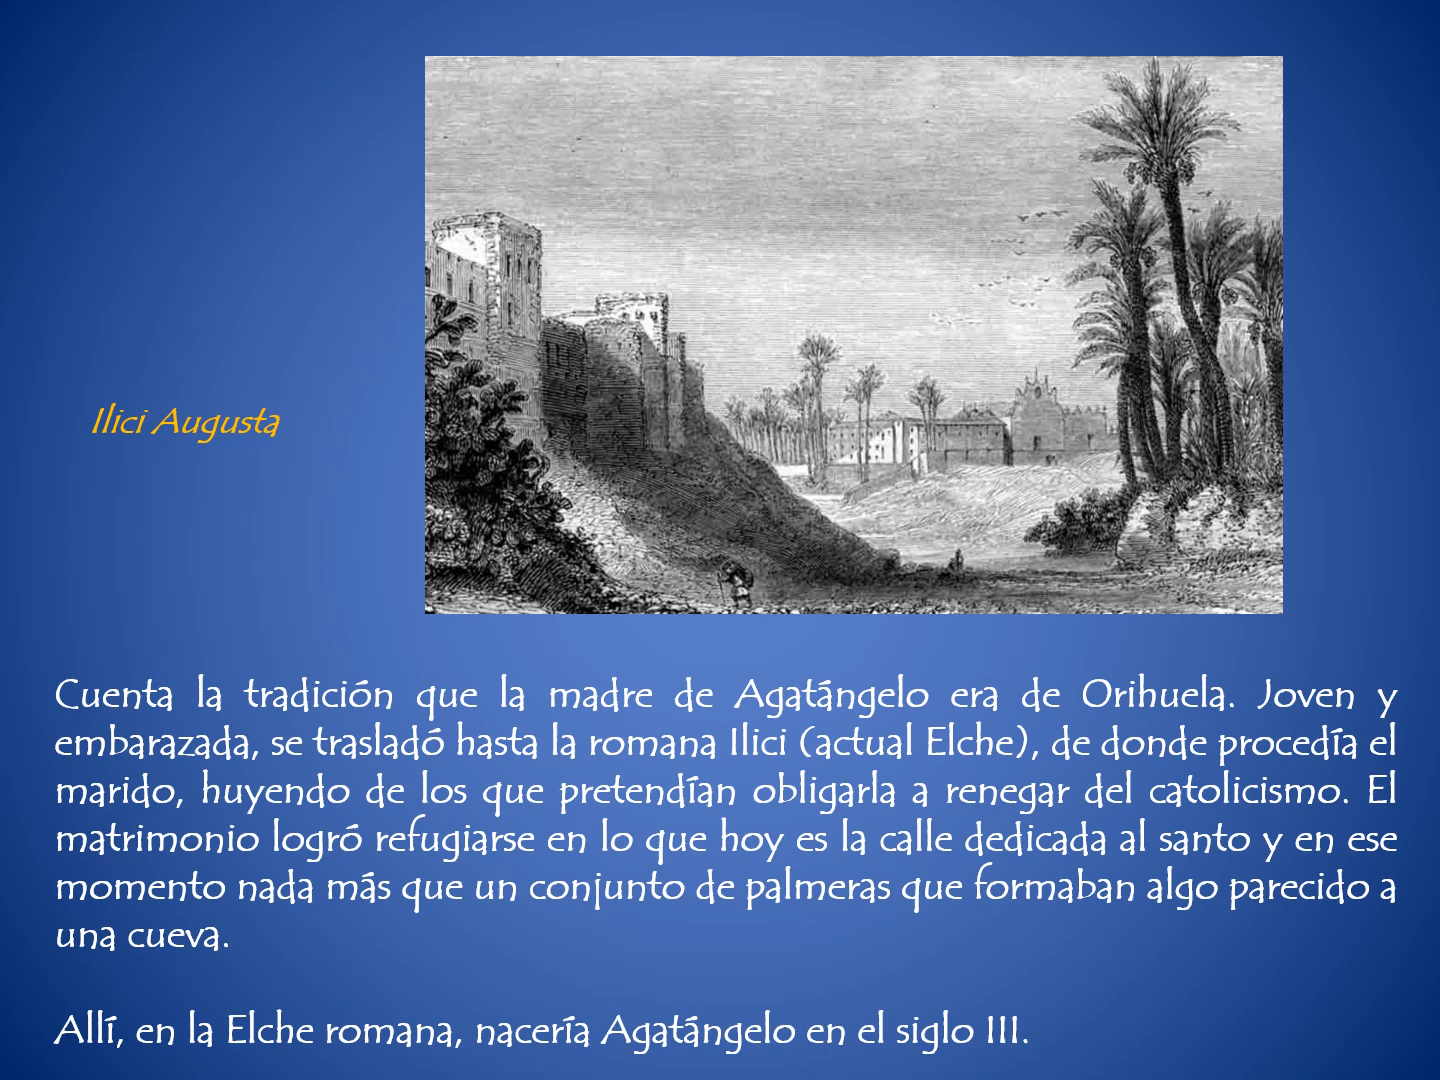 Ilici Augusta
Cuenta la tradición que la madre de Agatángelo era de Orihuela. Joven y
embarazada, se trasladó hasta la romana Ilici (actual Elche), de donde procedía el
marido, huyendo de los que pretendían obligarla a renegar del catolicismo. El
matrimonio logró refugiarse en lo que hoy es la calle dedicada al santo y en ese
momento nada más que un conjunto de palmeras que formaban algo parecido a
una cueva.
Allí, en la Elche romana, nacería Agatángelo en el siglo III.